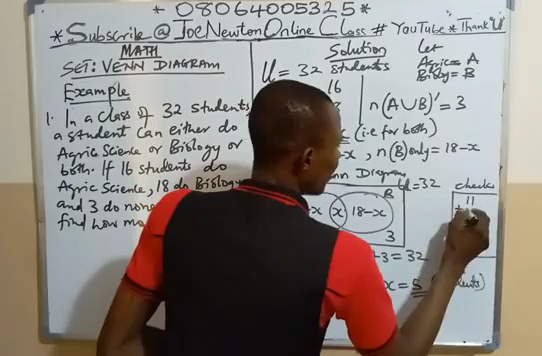 + 08064005325 *
*Subscribe @ JoeNewton Online Class # YouTube *Thank U
MATH
SET: VENN DIAGRAM
Example
1. In a class of 32 students,
a student can either do
Agric Science or Biology or
both. If 16 students do
Agric Science, 18 do Biology
and 3 do none
find how
Solution
Let
Agric = A
Biology = B
U = 32 students
16
n(A∪B)' = 3
(i.e for both)
-x, n(B)only = 18-x
Venn Diagram
B U = 32
-x x 18-x
3
-3 = 32
x = 5
check
11